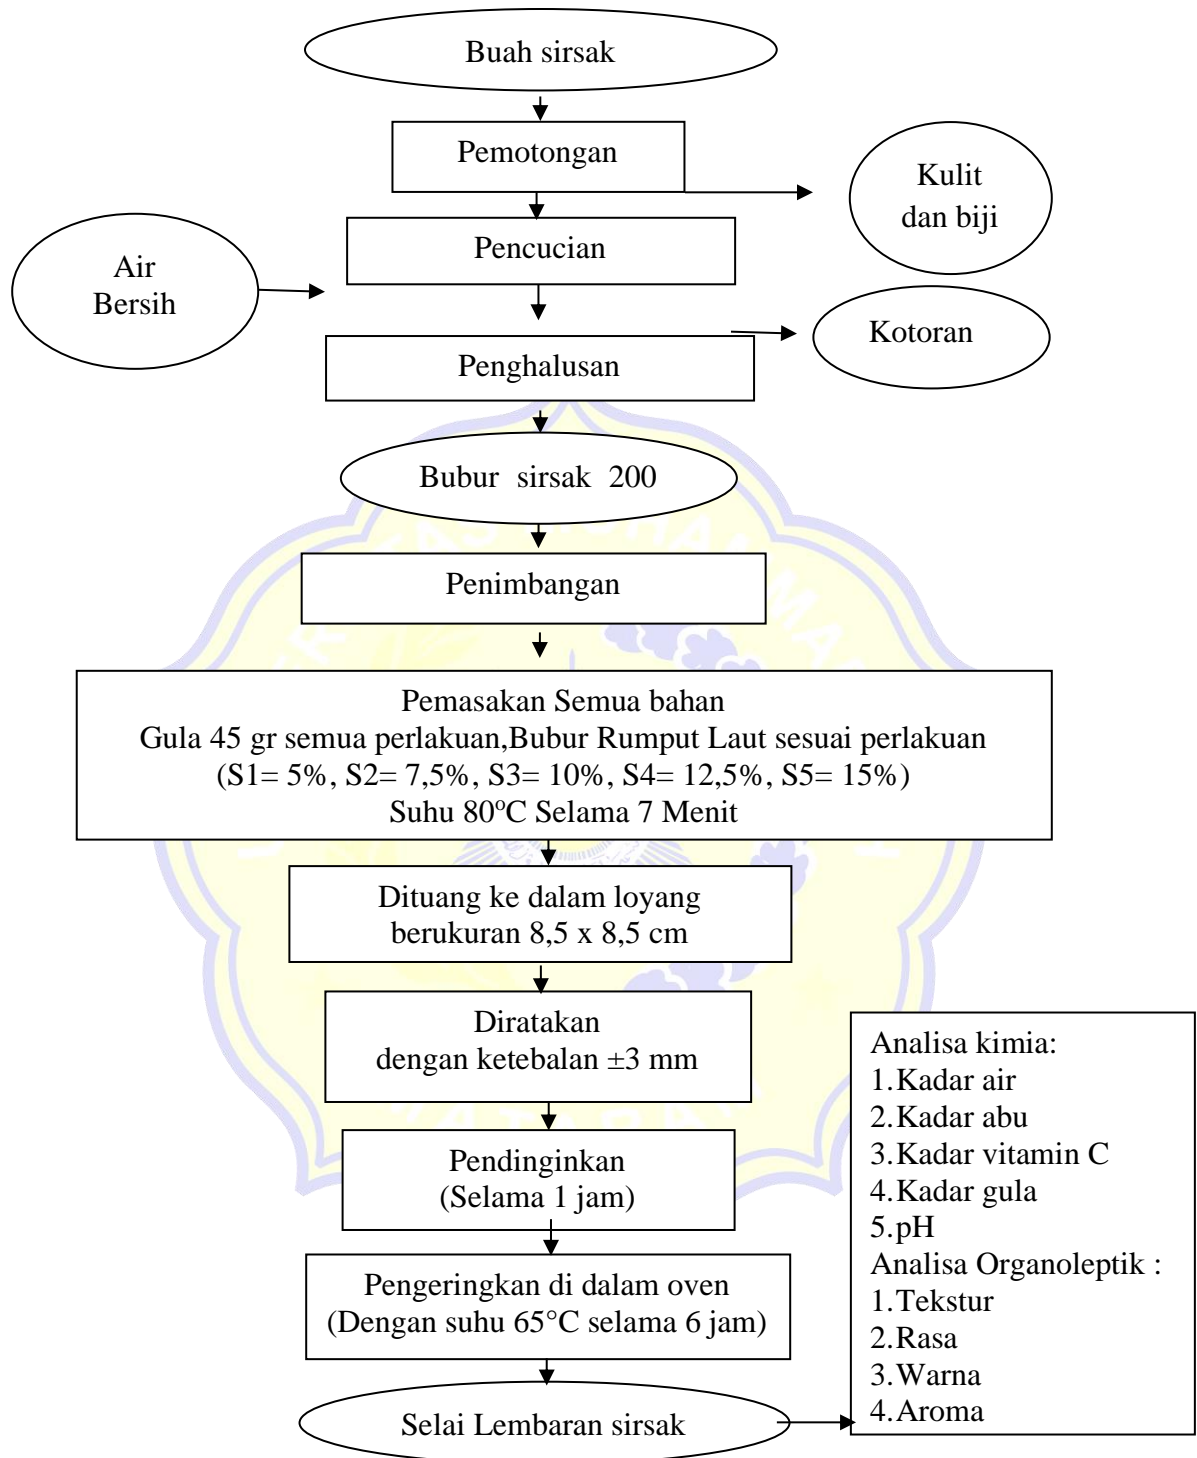 Buah sirsak
Pemotongan
Kulit
dan biji
Pencucian
Air
Bersih
Kotoran
Penghalusan
Bubur sirsak 200
Penimbangan
Pemasakan Semua bahan
Gula 45 gr semua perlakuan,Bubur Rumput Laut sesuai perlakuan
(S1= 5%, S2= 7,5%, S3= 10%, S4= 12,5%, S5= 15%)
Suhu 80°C Selama 7 Menit
Dituang ke dalam loyang
berukuran 8,5 x 8,5 cm
Diratakan
dengan ketebalan ±3 mm
Pendinginkan
(Selama 1 jam)
Pengeringkan di dalam oven
(Dengan suhu 65°C selama 6 jam)
Selai Lembaran sirsak
Analisa kimia:
1.Kadar air
2.Kadar abu
3.Kadar vitamin C
4.Kadar gula
5.pH
Analisa Organoleptik :
1.Tekstur
2.Rasa
3.Warna
4.Aroma
MATARAM